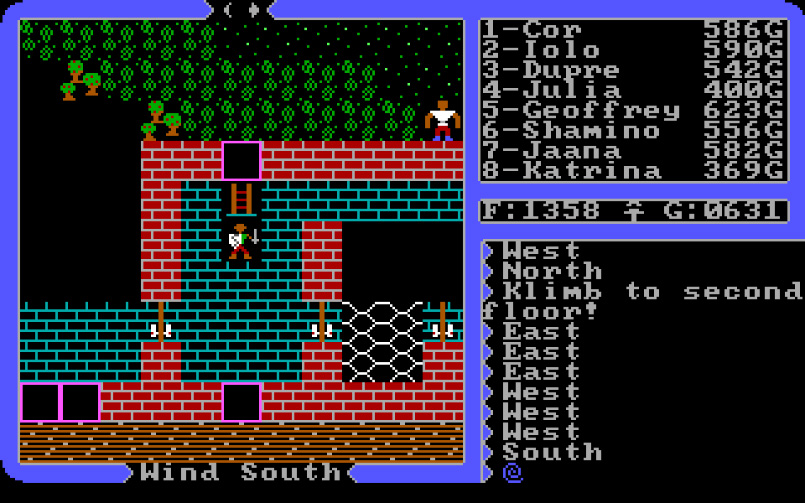 1-Cor 586G
2-Iolo 590G
3-Dupre 542G
4-Julia 400G
5-Geoffrey 623G
6-Shamino 556G
7-Jaana 582G
8-Katrina 369G
F:1358 G:0631
West
North
Klimb to second
floor!
East
East
East
West
West
West
South
Wind South